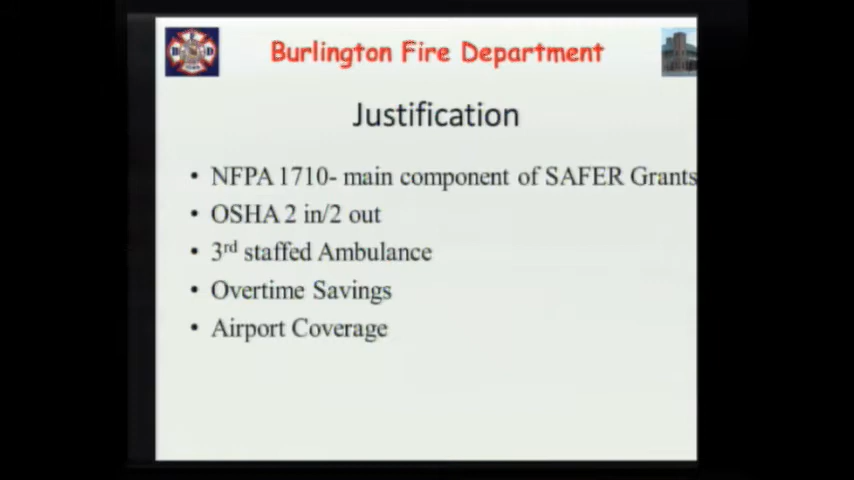 Burlington Fire Department
Justification
• NFPA 1710- main component of SAFER Grants
• OSHA 2 in/2 out
• 3rd staffed Ambulance
• Overtime Savings
• Airport Coverage